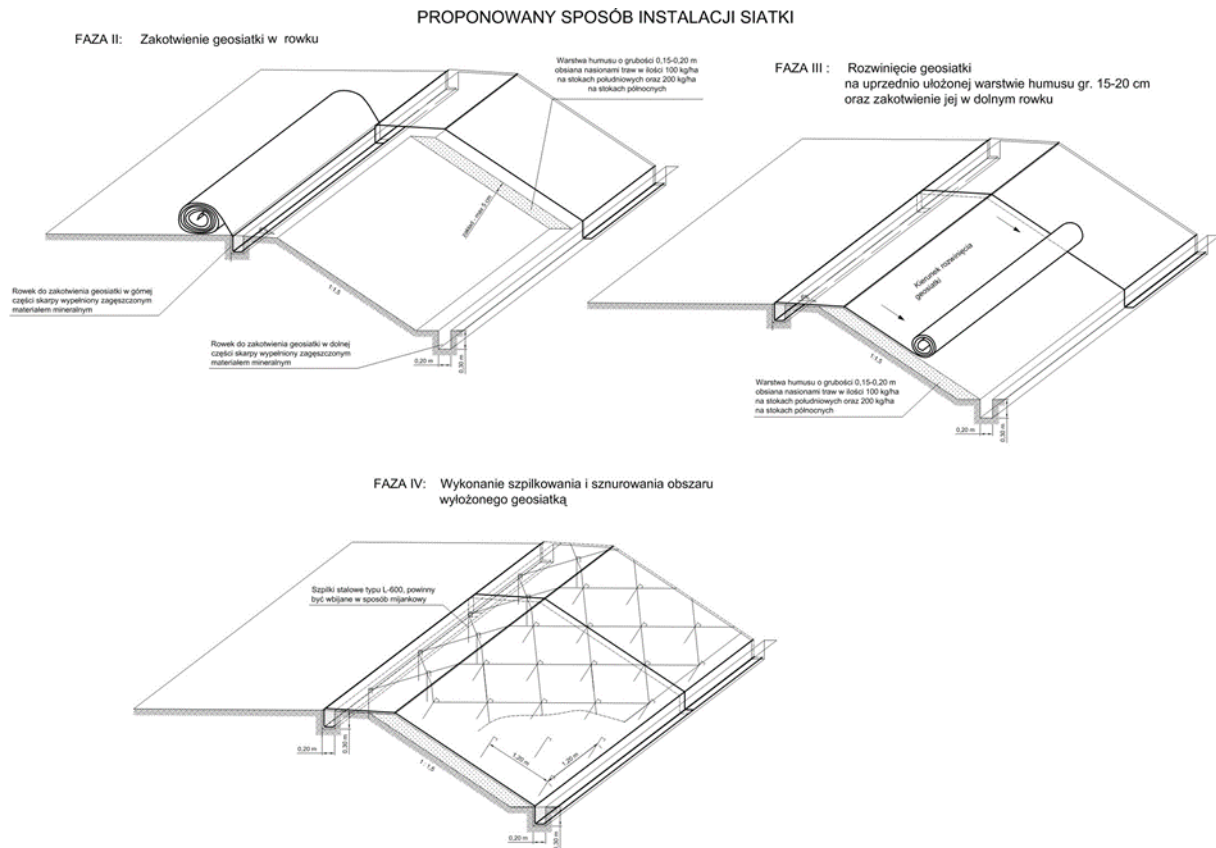 PROPONOWANY SPOSÓB INSTALACJI SIATKI
FAZA II: Zakotwienie geosiatki w rowku
Warstwa humusu o grubości 0,15-0,20 m
obsiana nasionami traw w ilości 100 kg/ha
na stokach południowych oraz 200 kg/ha
na stokach północnych
zakład - max 5 cm
1:1,5
Rowek do zakotwienia geosiatki w górnej
części skarpy wypełniony zagęszczonym
materiałem mineralnym
Rowek do zakotwienia geosiatki w dolnej
części skarpy wypełniony zagęszczonym
materiałem mineralnym
0,20 m
0,30 m
FAZA III : Rozwinięcie geosiatki
na uprzednio ułożonej warstwie humusu gr. 15-20 cm
oraz zakotwienie jej w dolnym rowku
Kierunek rozwinięcia
geosiatki
1:1,5
Warstwa humusu o grubości 0,15-0,20 m
obsiana nasionami traw w ilości 100 kg/ha
na stokach południowych oraz 200 kg/ha
na stokach północnych
0,20 m
0,30 m
FAZA IV: Wykonanie szpilkowania i sznurowania obszaru
wyłożonego geosiatką
Szpilki stalowe typu L-600, powinny
być wbijane w sposób mijankowy
0,20 m
0,30 m
1 : 1,5
1,20 m
1,20 m
0,20 m
0,30 m